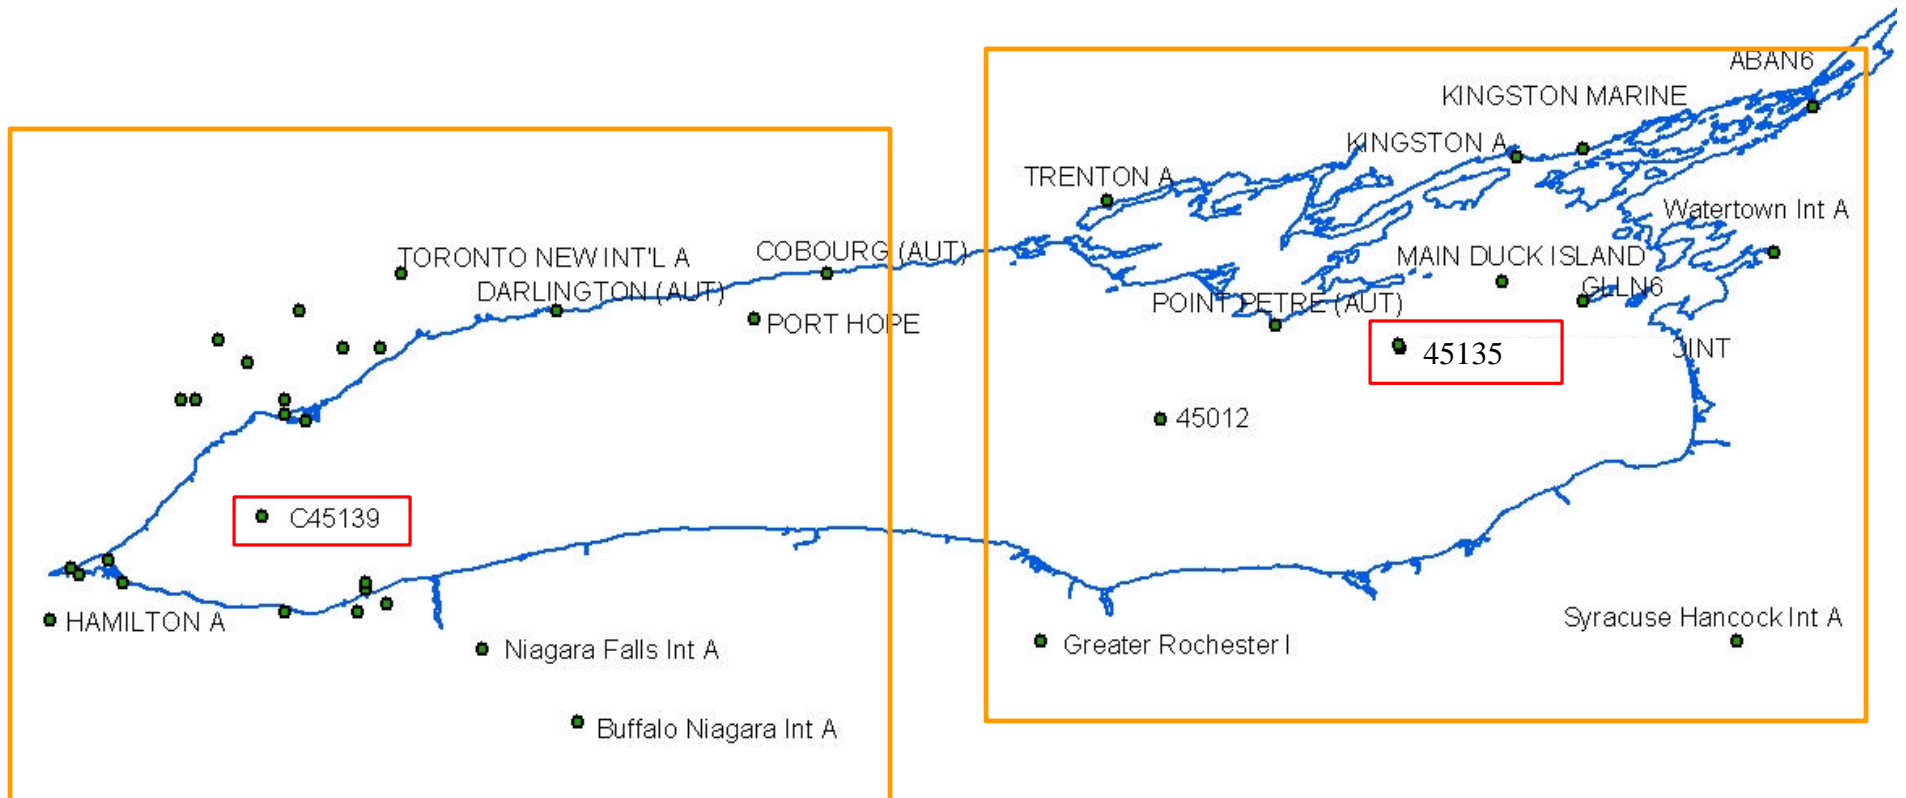 ABAN6
KINGSTON MARINE
KINGSTON A
TRENTON A
Watertown Int A
COBOURG (AUT)
TORONTO NEW INT'L A
MAIN DUCK ISLAND
GLLN6
DARLINGTON (AUT)
POINT PETRE (AUT)
PORT HOPE
45135
OINT
45012
C45139
HAMILTON A
Syracuse Hancock Int A
Greater Rochester I
Niagara Falls Int A
Buffalo Niagara Int A